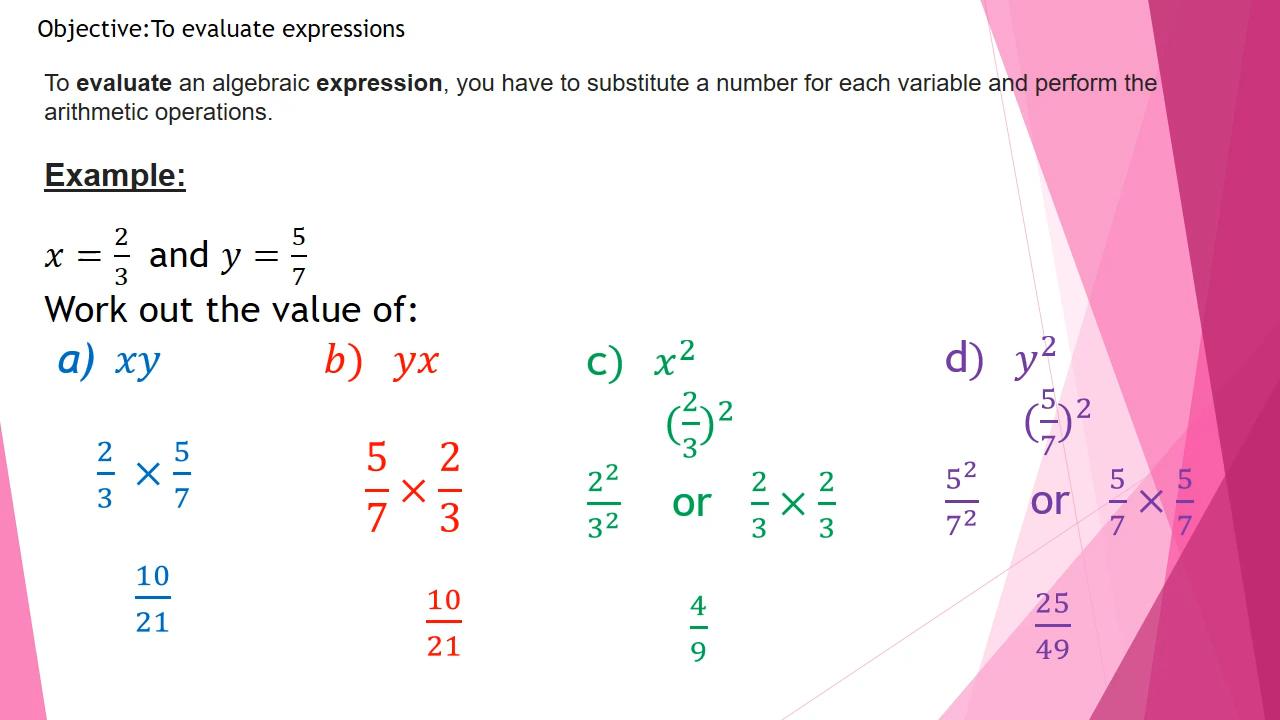 Objective:To evaluate expressions
To evaluate an algebraic expression, you have to substitute a number for each variable and perform the
arithmetic operations.
Example:
x = 2/3 and y = 5/7
Work out the value of:
a) xy
2/3 × 5/7
10/21
b) yx
5/7 × 2/3
10/21
c) x²
(2/3)²
2²/3² or 2/3 × 2/3
4/9
d) y²
(5/7)²
5²/7² or 5/7 × 5/7
25/49